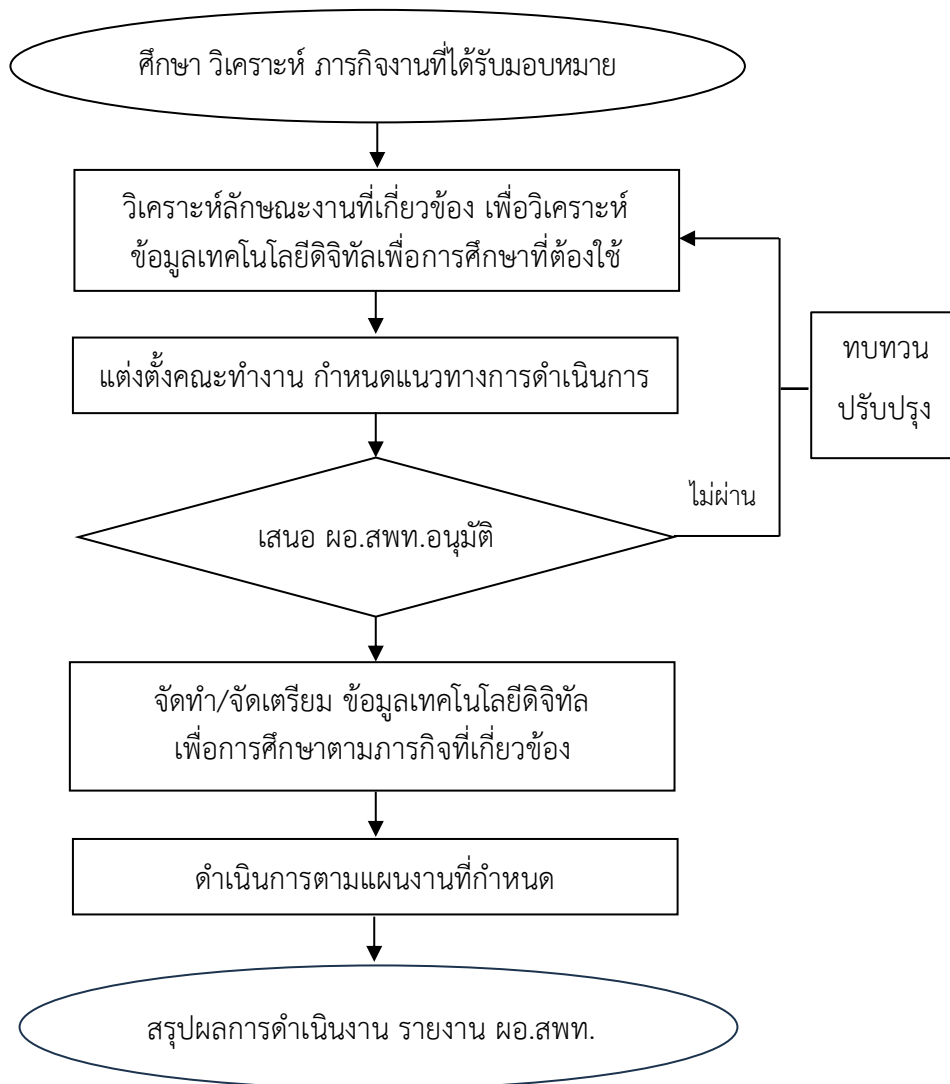 ศึกษา วิเคราะห์ ภารกิจงานที่ได้รับมอบหมาย
วิเคราะห์ลักษณะงานที่เกี่ยวข้อง เพื่อวิเคราะห์
ข้อมูลเทคโนโลยีดิจิทัลเพื่อการศึกษาที่ต้องใช้
แต่งตั้งคณะทำงาน กำหนดแนวทางการดำเนินการ
ทบทวน
ปรับปรุง
ไม่ผ่าน
เสนอ ผอ.สพท.อนุมัติ
จัดทำ/จัดเตรียม ข้อมูลเทคโนโลยีดิจิทัล
เพื่อการศึกษาตามภารกิจที่เกี่ยวข้อง
ดำเนินการตามแผนงานที่กำหนด
สรุปผลการดำเนินงาน รายงาน ผอ.สพท.